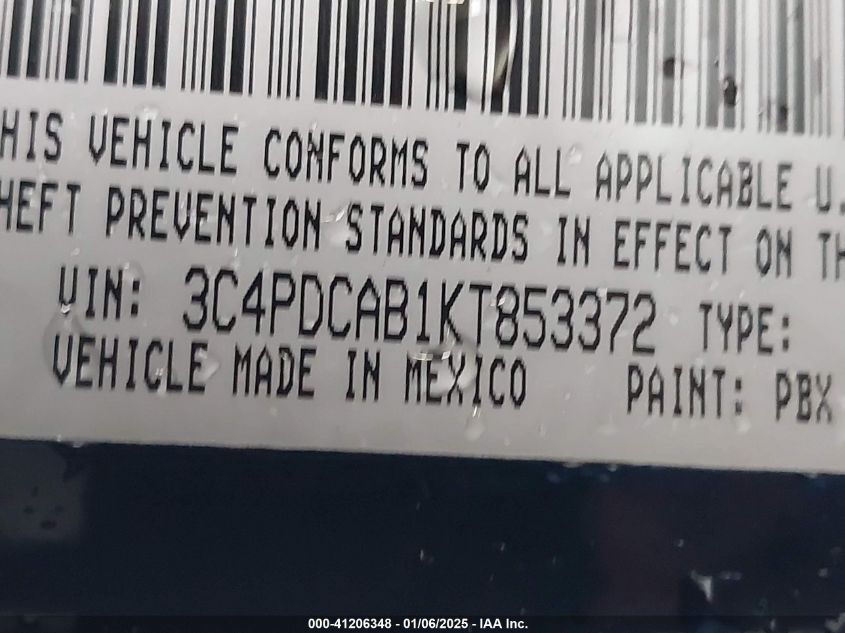 HIS VEHICLE CONFORMS TO ALL APPLICABLE U.
HEFT PREVENTION STANDARDS IN EFFECT ON TH
VIN: 3C4PDCAB1KT853372 TYPE:
VEHICLE MADE IN MEXICO PAINT: PBX
000-41206348 - 01/06/2025 - IAA Inc.